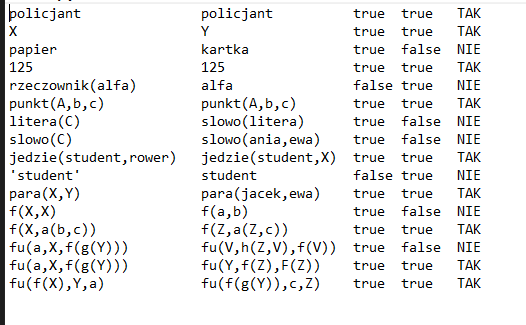 policjant policjant true true TAK
X Y true true TAK
papier kartka true false NIE
125 125 true true TAK
rzeczownik(alfa) alfa false true NIE
punkt(A,b,c) punkt(A,b,c) true true TAK
litera(C) slowo(litera) true false NIE
slowo(C) slowo(ania,ewa) true false NIE
jedzie(student,rower) jedzie(student,X) true true TAK
'student' student false true NIE
para(X,Y) para(jacek,ewa) true true TAK
f(X,X) f(a,b) true false NIE
f(X,a(b,c)) f(Z,a(Z,c)) true true TAK
fu(a,X,f(g(Y))) fu(V,h(Z,V),f(V)) true false NIE
fu(a,X,f(g(Y))) fu(Y,f(Z),F(Z)) true true TAK
fu(f(X),Y,a) fu(f(g(Y)),c,Z) true true TAK